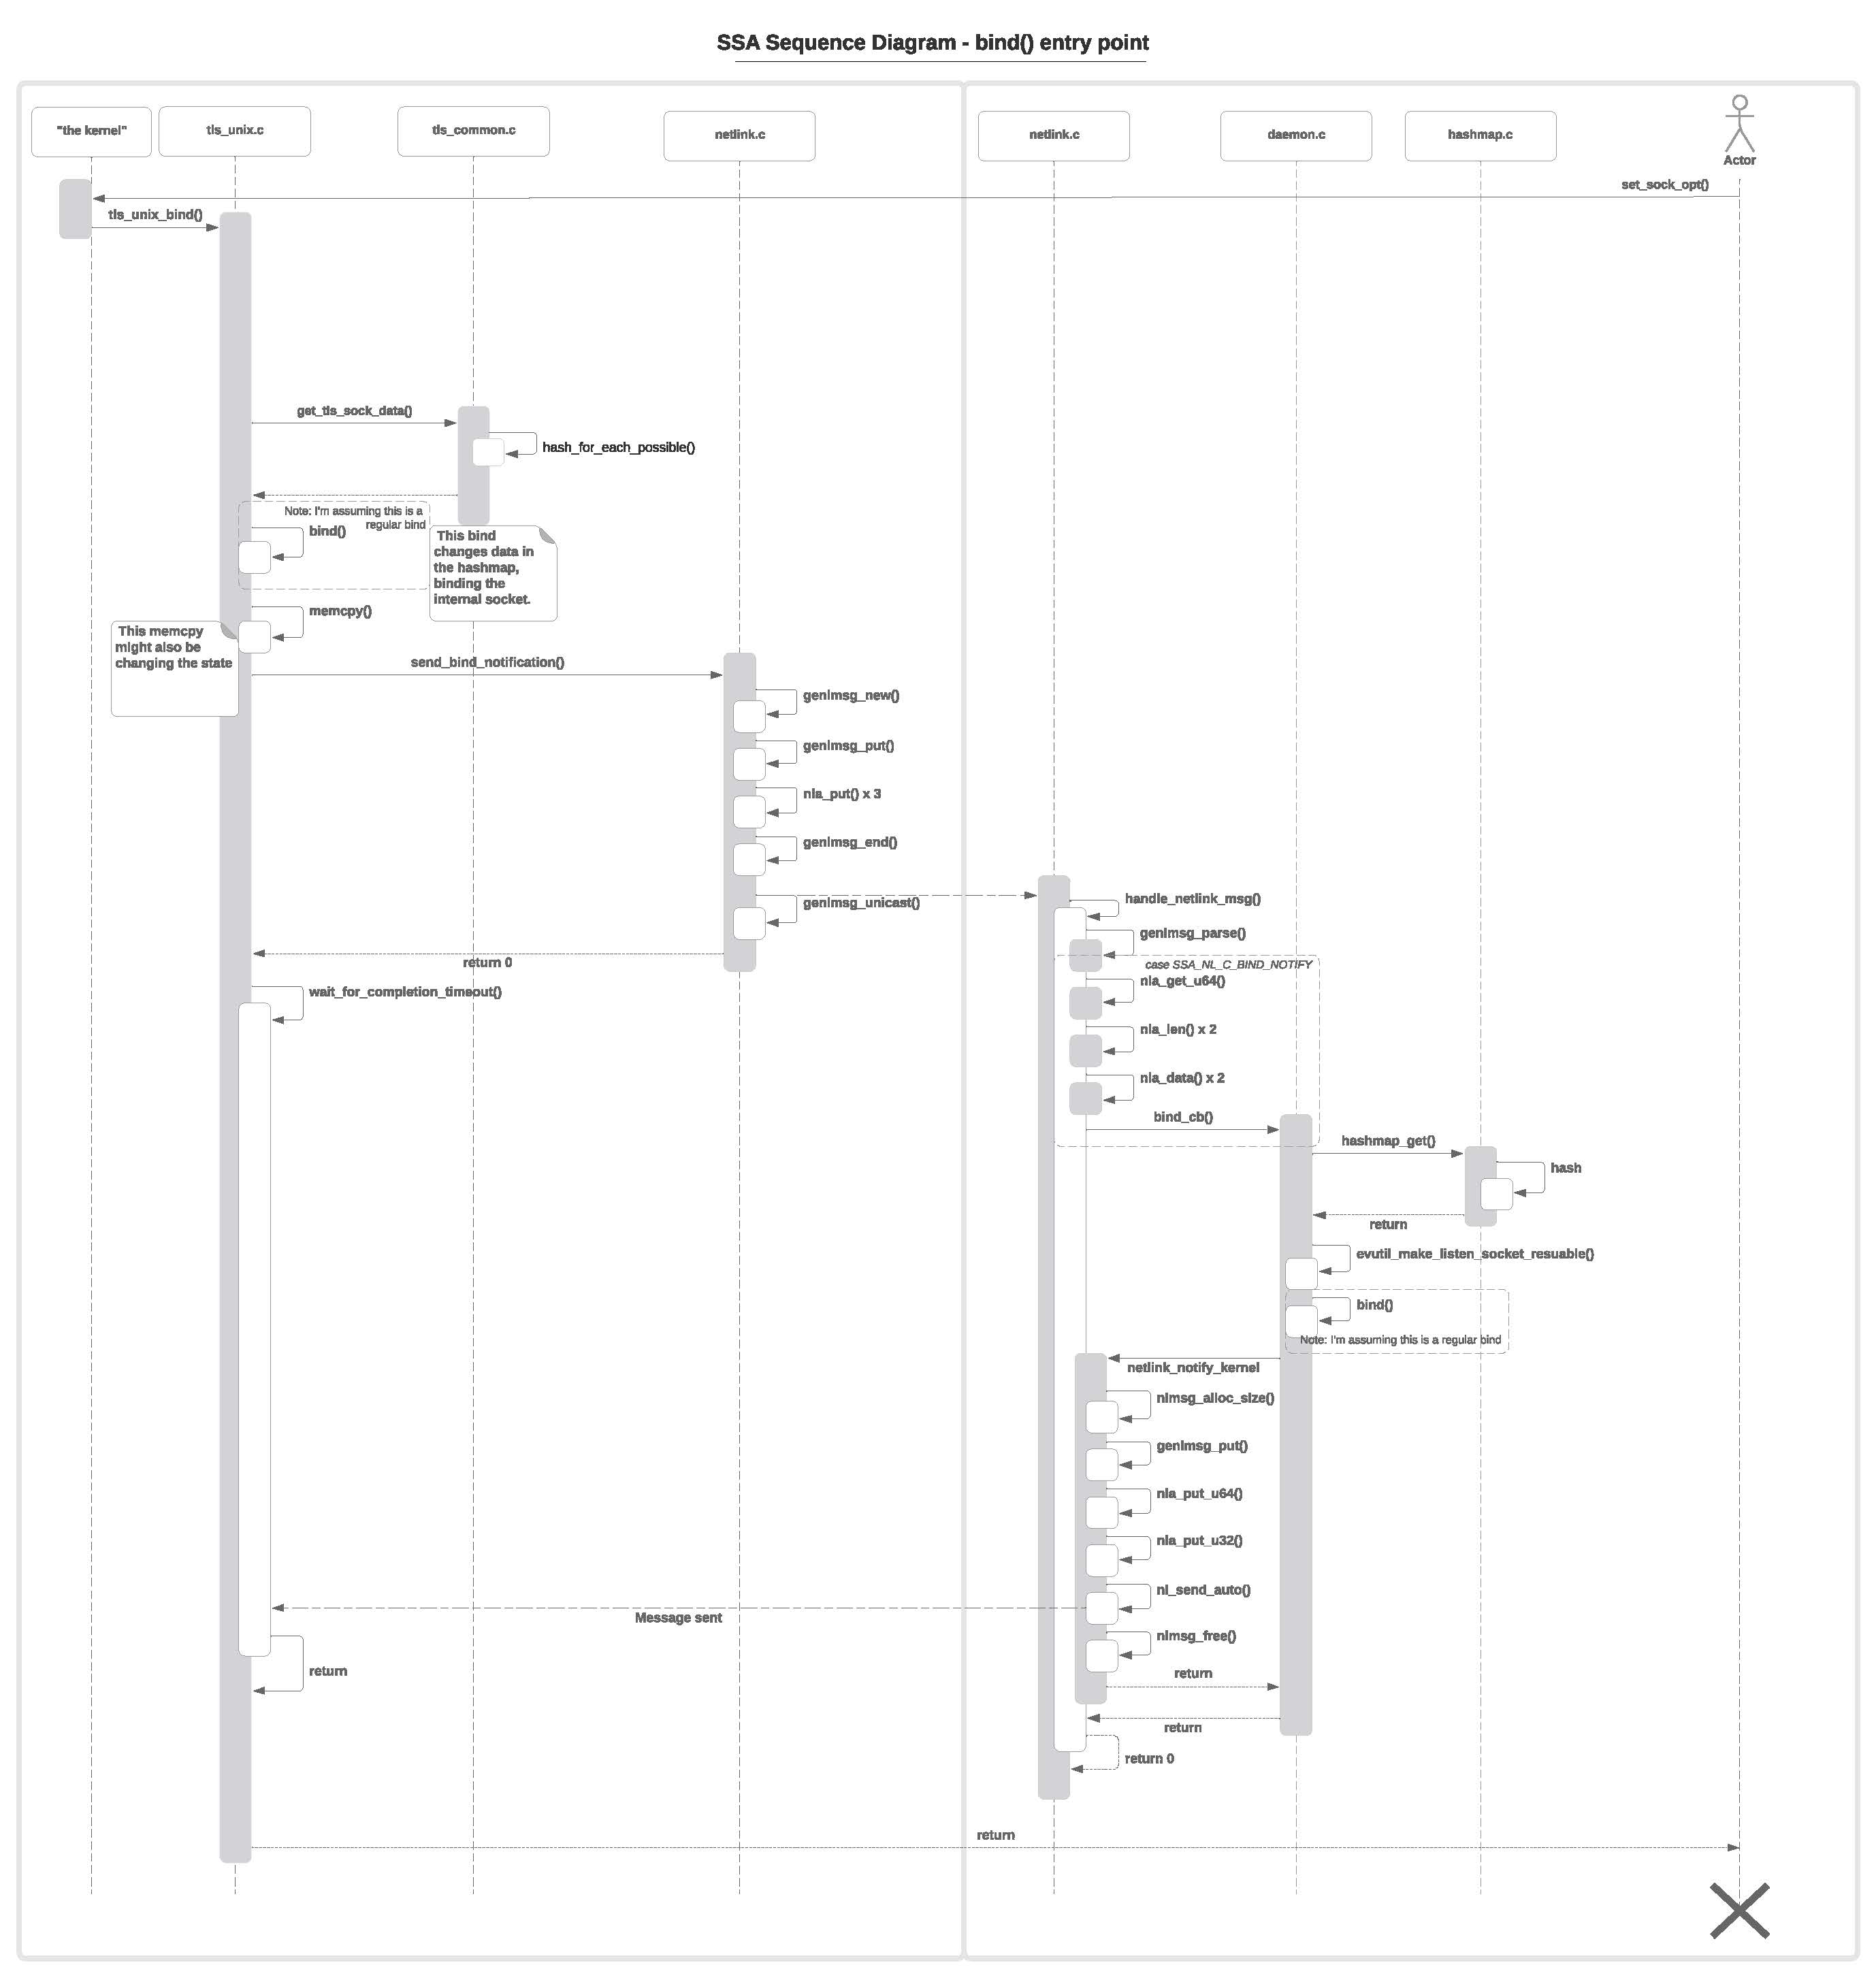 SSA Sequence Diagram - bind() entry point
"the kernel"
tls_unix.c
tls_common.c
netlink.c
netlink.c
daemon.c
hashmap.c
Actor
set_sock_opt()
tls_unix_bind()
get_tls_sock_data()
hash_for_each_possible()
Note: I'm assuming this is a
regular bind
bind()
This bind
changes data in
the hashmap,
binding the
internal socket.
memcpy()
This memcpy
might also be
changing the state
send_bind_notification()
genlmsg_new()
genlmsg_put()
nla_put() x 3
genlmsg_end()
genlmsg_unicast()
handle_netlink_msg()
genlmsg_parse()
return 0
case SSA_NL_C_BIND_NOTIFY
nla_get_u64()
wait_for_completion_timeout()
nla_len() x 2
nla_data() x 2
bind_cb()
hashmap_get()
hash
return
evutil_make_listen_socket_resuable()
bind()
Note: I'm assuming this is a regular bind
netlink_notify_kernel
nlmsg_alloc_size()
genlmsg_put()
nla_put_u64()
nla_put_u32()
nl_send_auto()
Message sent
nlmsg_free()
return
return
return
return 0
return